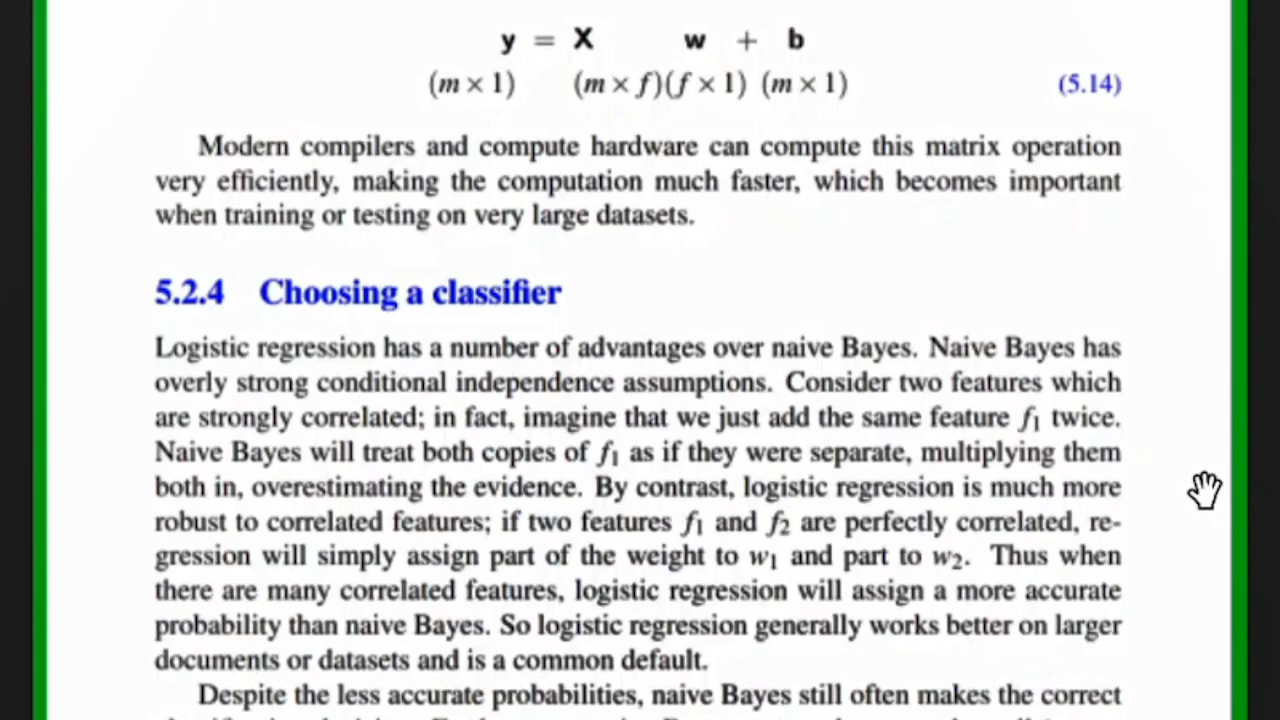 y = X w + b
(m × 1) (m × f)(f × 1) (m × 1) (5.14)
Modern compilers and compute hardware can compute this matrix operation
very efficiently, making the computation much faster, which becomes important
when training or testing on very large datasets.
5.2.4 Choosing a classifier
Logistic regression has a number of advantages over naive Bayes. Naive Bayes has
overly strong conditional independence assumptions. Consider two features which
are strongly correlated; in fact, imagine that we just add the same feature f₁ twice.
Naive Bayes will treat both copies of f₁ as if they were separate, multiplying them
both in, overestimating the evidence. By contrast, logistic regression is much more
robust to correlated features; if two features f₁ and f₂ are perfectly correlated, re-
gression will simply assign part of the weight to w₁ and part to w₂. Thus when
there are many correlated features, logistic regression will assign a more accurate
probability than naive Bayes. So logistic regression generally works better on larger
documents or datasets and is a common default.
Despite the less accurate probabilities, naive Bayes still often makes the correct